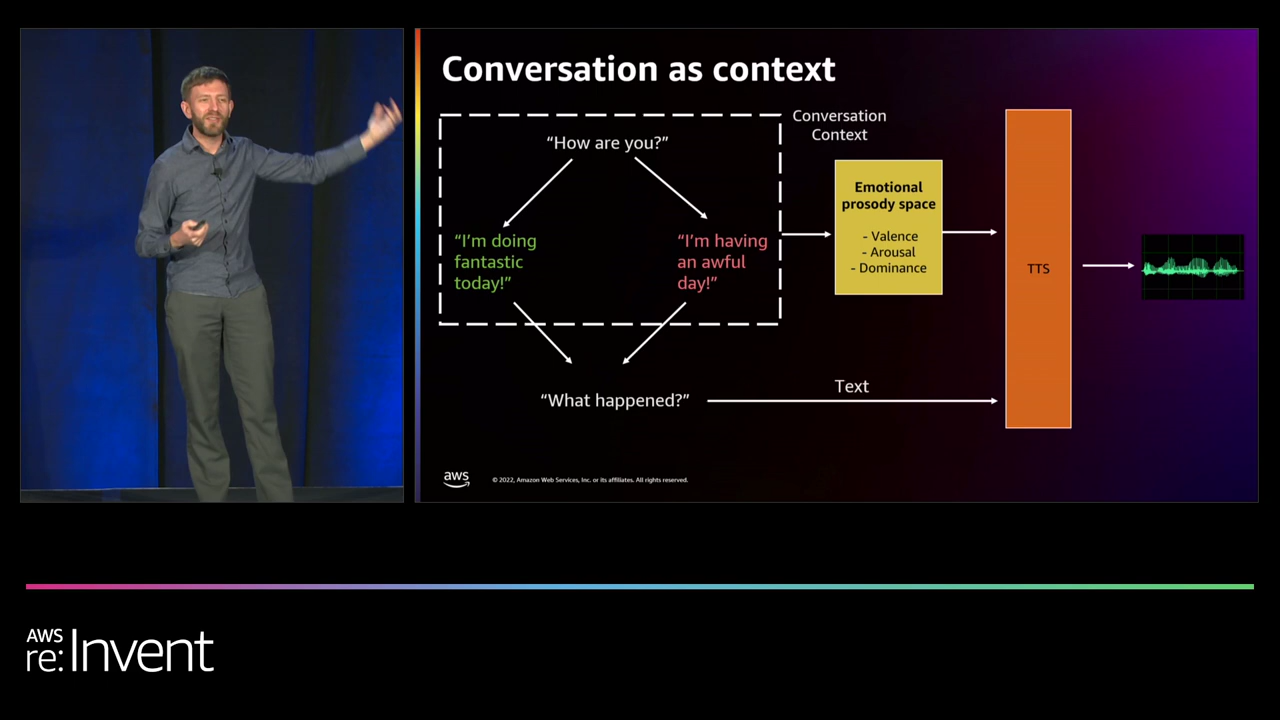 Conversation as context
“How are you?”
“I’m doing
fantastic
today!”
“I’m having
an awful
day!”
“What happened?”
Conversation
Context
Emotional
prosody space
- Valence
- Arousal
- Dominance
Text
TTS
aws
© 2022, Amazon Web Services, Inc. or its affiliates. All rights reserved.
AWS
re:Invent